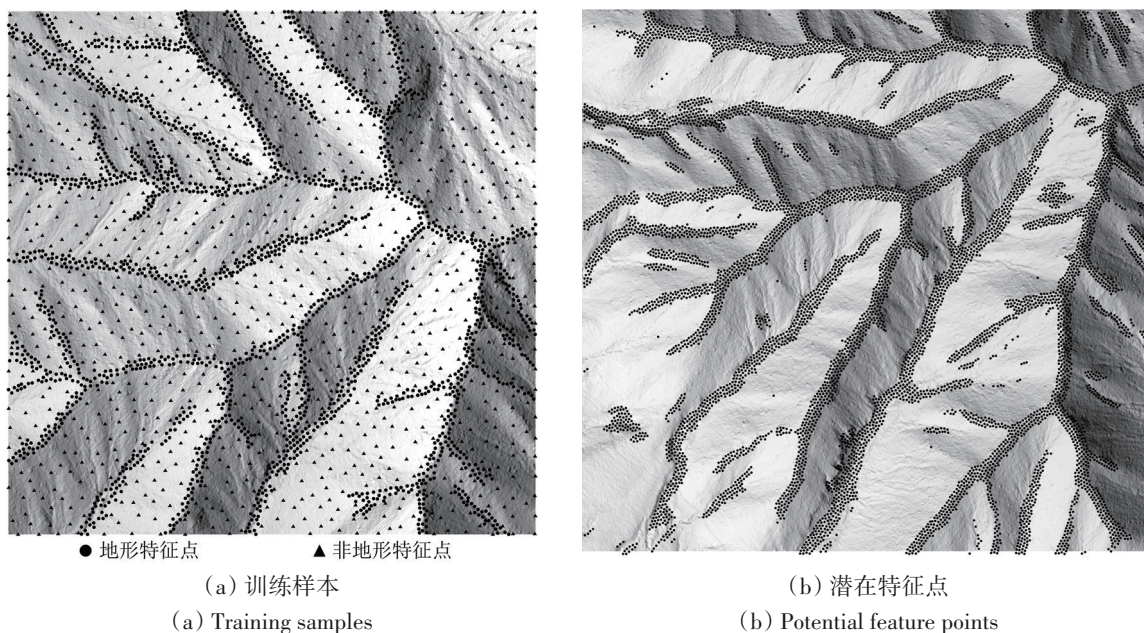 ● 地形特征点 ▲ 非地形特征点
（a）训练样本
(a) Training samples
（b）潜在特征点
(b) Potential feature points